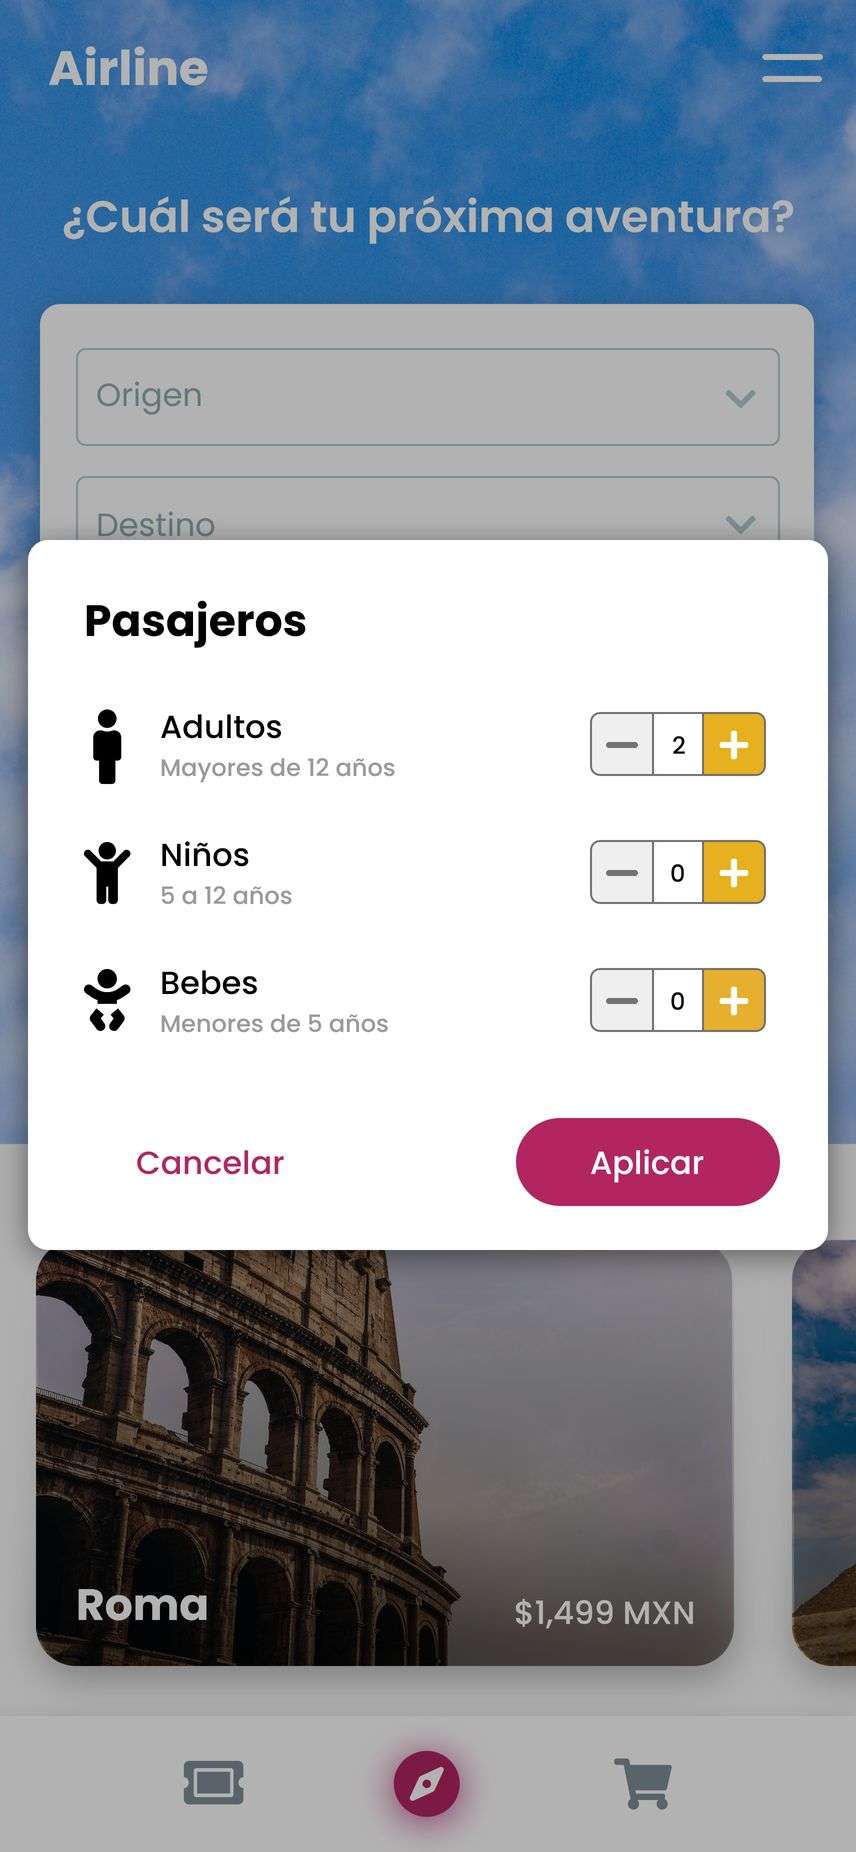 Airline
¿Cuál será tu próxima aventura?
Origen
Destino
Pasajeros
Adultos
Mayores de 12 años
2
Niños
5 a 12 años
0
Bebes
Menores de 5 años
0
Cancelar
Aplicar
Roma
$1,499 MXN